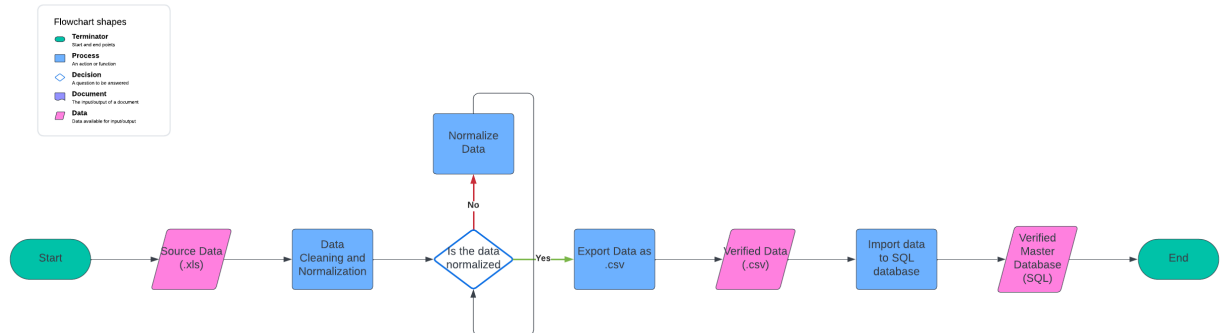 Flowchart shapes
Terminator
Start and end points
Process
An action or function
Decision
A question to be answered
Document
The input/output of a document
Data
Data available for input/output
Normalize
Data
No
Start
Source Data
(.xls)
Data
Cleaning and
Normalization
Is the data
normalized
Yes
Export Data as
.csv
Verified Data
(.csv)
Import data
to SQL
database
Verified
Master
Database
(SQL)
End